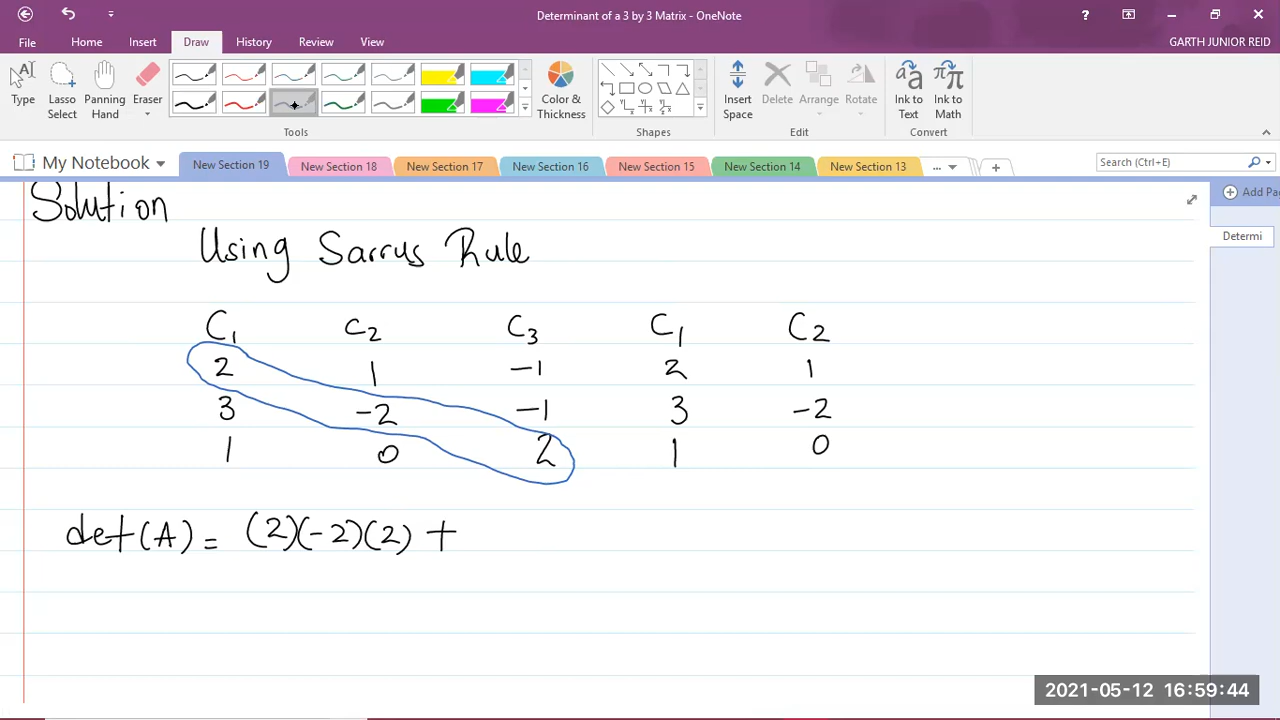 Determinant of a 3 by 3 Matrix - OneNote
?
File Home Insert Draw History Review View
GARTH JUNIOR REID
Type
Lasso Select
Panning Hand
Eraser
Color & Thickness
Insert Space
Delete
Arrange
Rotate
Ink to Text
Ink to Math
Tools
Shapes
Edit
Convert
My Notebook
New Section 19 New Section 18 New Section 17 New Section 16 New Section 15 New Section 14 New Section 13 ...
Search (Ctrl+E)
Add Pa
Determi
Solution
Using Sarrus Rule
C₁ C₂ C₃ C₁ C₂
2 1 -1 2 1
3 -2 -1 3 -2
1 0 2 1 0
det(A) = (2)(-2)(2) +
2021-05-12 16:59:44